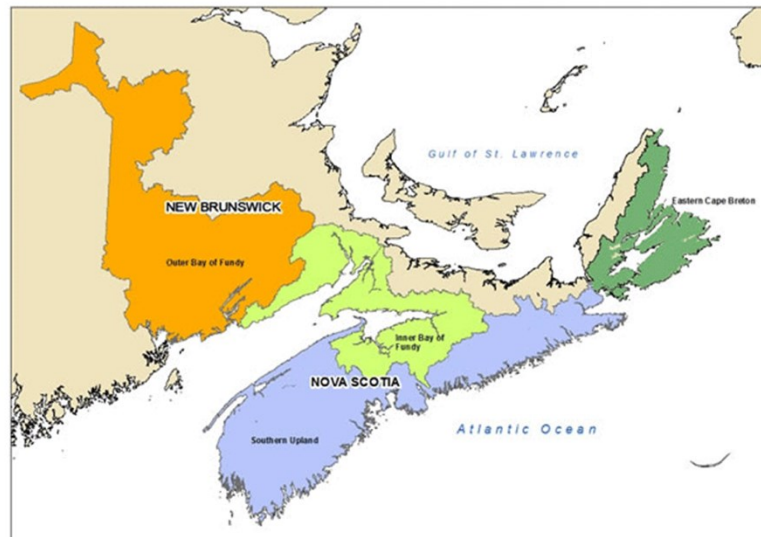 Gulf of St. Lawrence
Eastern Cape Breton
NEW BRUNSWICK
Outer Bay of Fundy
Inner Bay of
Fundy
NOVA SCOTIA
Atlantic Ocean
Southern Upland